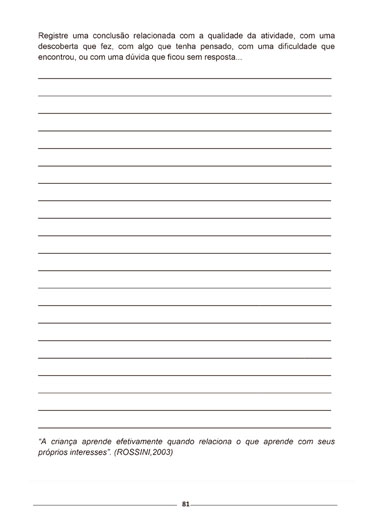 Registre uma conclusão relacionada com a qualidade da atividade, com uma
descoberta que fez, com algo que tenha pensado, com uma dificuldade que
encontrou, ou com uma dúvida que ficou sem resposta...
"A criança aprende efetivamente quando relaciona o que aprende com seus
próprios interesses". (ROSSINI,2003)
81